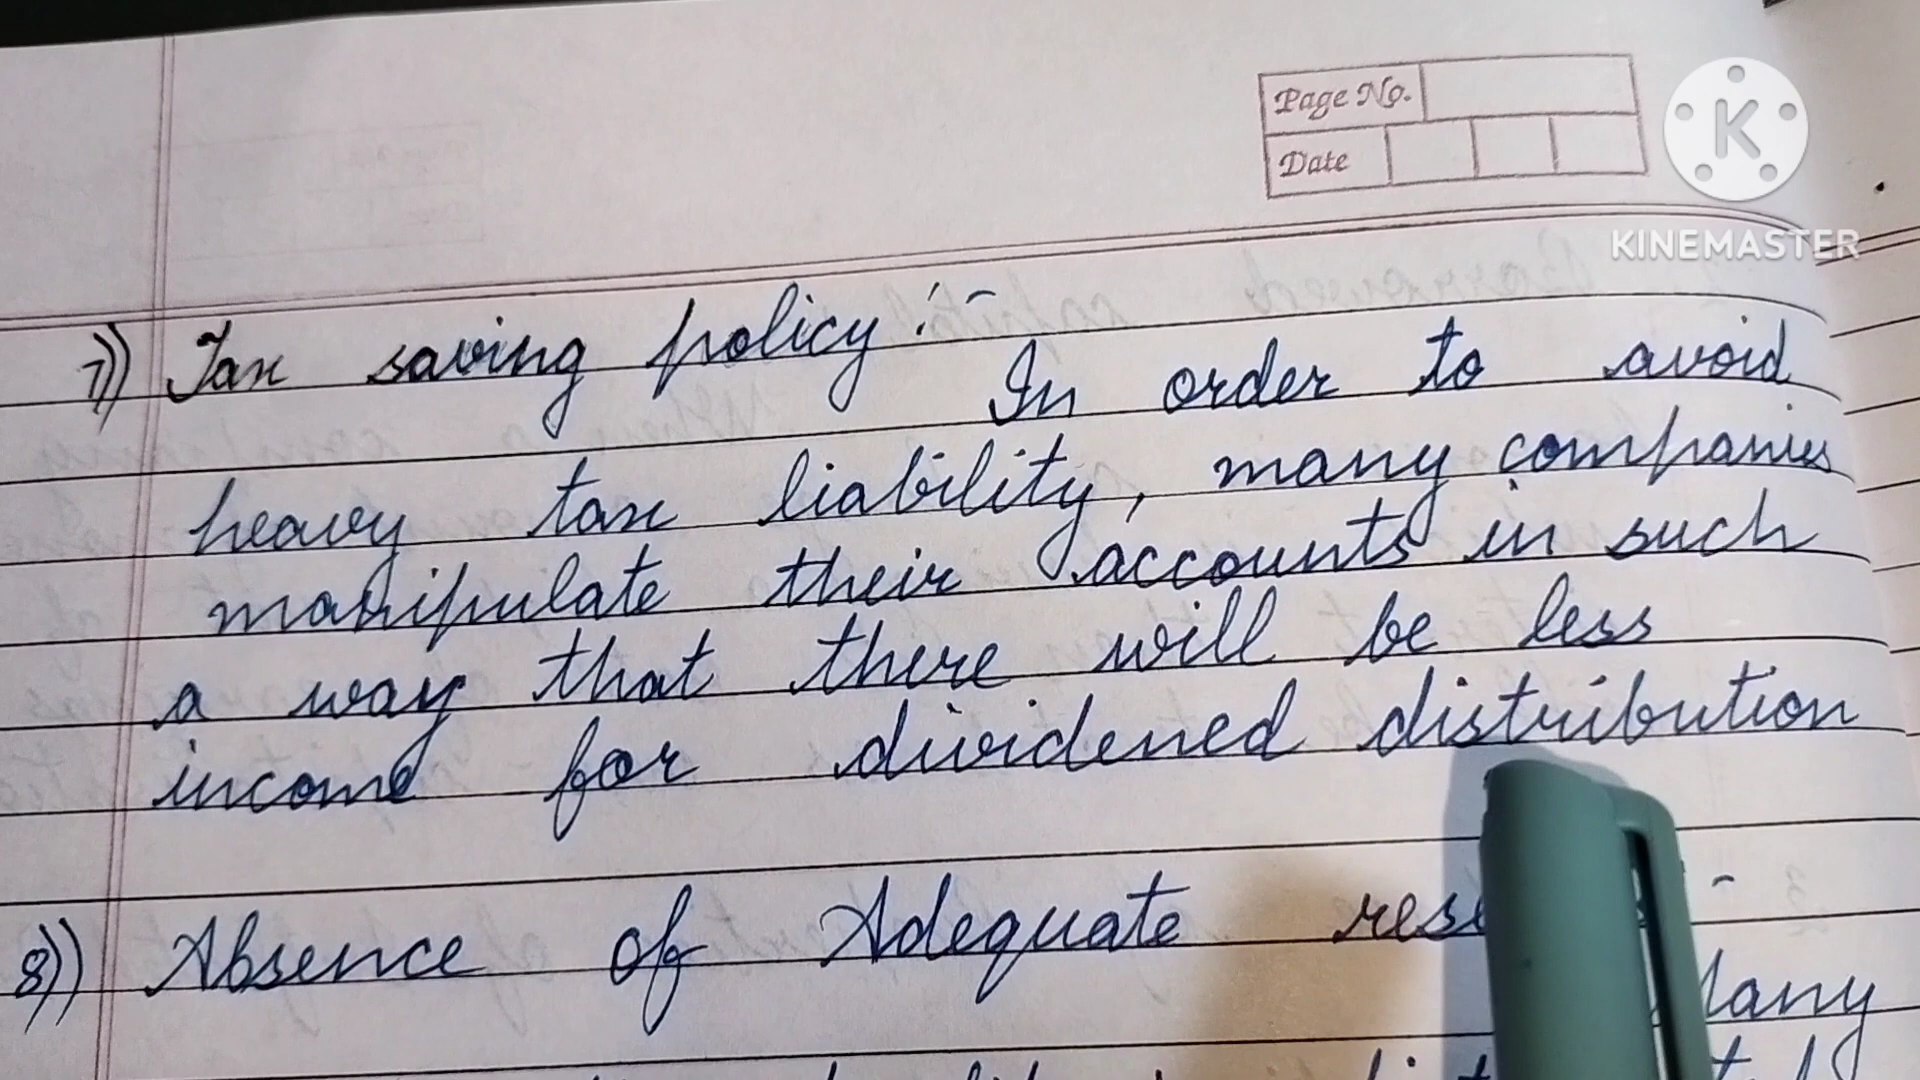 Page No.
Date
KINEMASTER
7)) Tax saving policy :-
In order to avoid
heavy tax liability, many companies
manipulate their accounts in such
a way that there will be less
income for dividened distribution
8)) Absence of Adequate